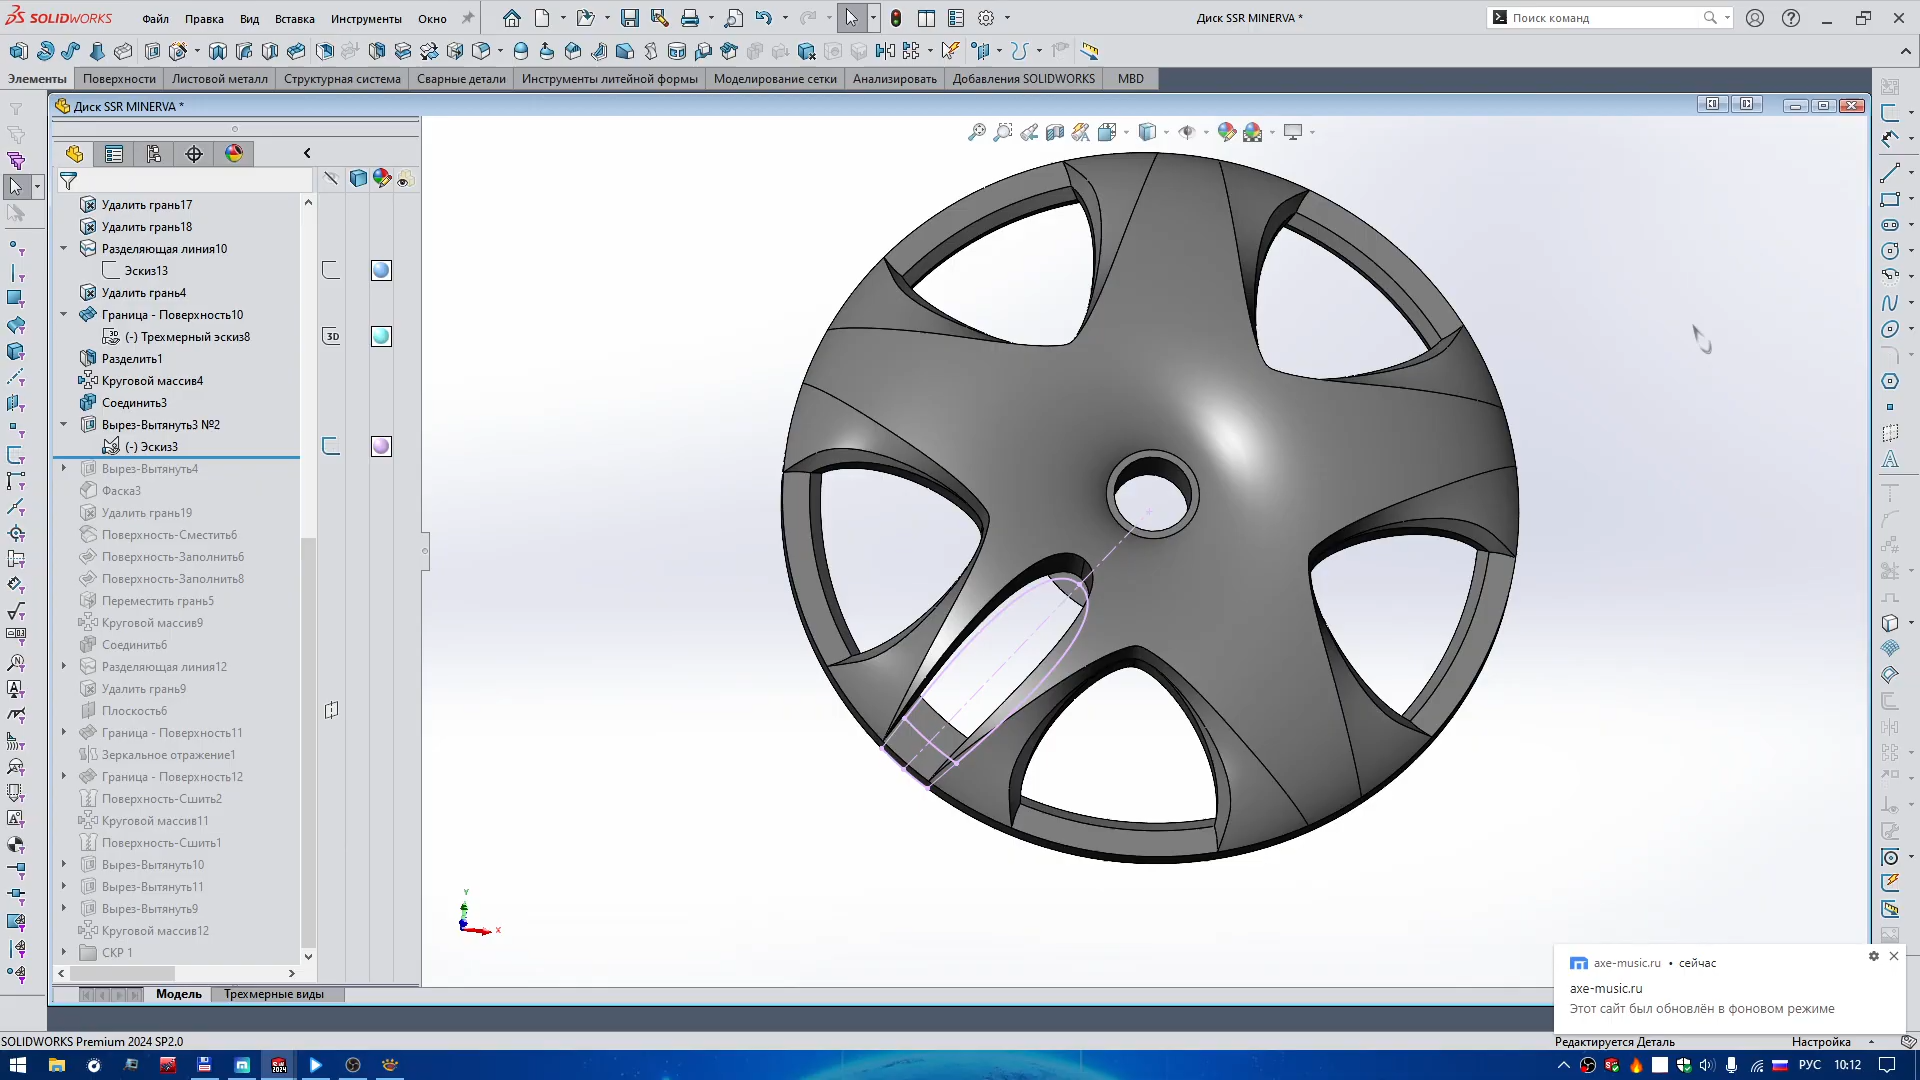 SOLIDWORKS Файл Правка Вид Вставка Инструменты Окно Диск SSR MINERVA * Поиск команд
Элементы Поверхности Листовой металл Структурная система Сварные детали Инструменты литейной формы Моделирование сетки Анализировать Добавления SOLIDWORKS MBD
Диск SSR MINERVA *
Удалить грань17
Удалить грань18
Разделяющая линия10
Эскиз13
Удалить грань4
Граница - Поверхность10
(-) Трехмерный эскиз8
3D
Разделить1
Круговой массив4
Соединить3
Вырез-Вытянуть3 №2
(-) Эскиз3
Вырез-Вытянуть4
Фаска3
Удалить грань19
Поверхность-Сместить6
Поверхность-Заполнить6
Поверхность-Заполнить8
Переместить грань5
Круговой массив9
Соединить6
Разделяющая линия12
Удалить грань9
Плоскость6
Граница - Поверхность11
Зеркальное отражение1
Граница - Поверхность12
Поверхность-Сшить2
Круговой массив11
Поверхность-Сшить1
Вырез-Вытянуть10
Вырез-Вытянуть11
Вырез-Вытянуть9
Круговой массив12
СКР 1
Y
X
Модель Трехмерные виды
axe-music.ru • сейчас
axe-music.ru
Этот сайт был обновлён в фоновом режиме
SOLIDWORKS Premium 2024 SP2.0 Редактируется Деталь Настройка
РУС 10:12